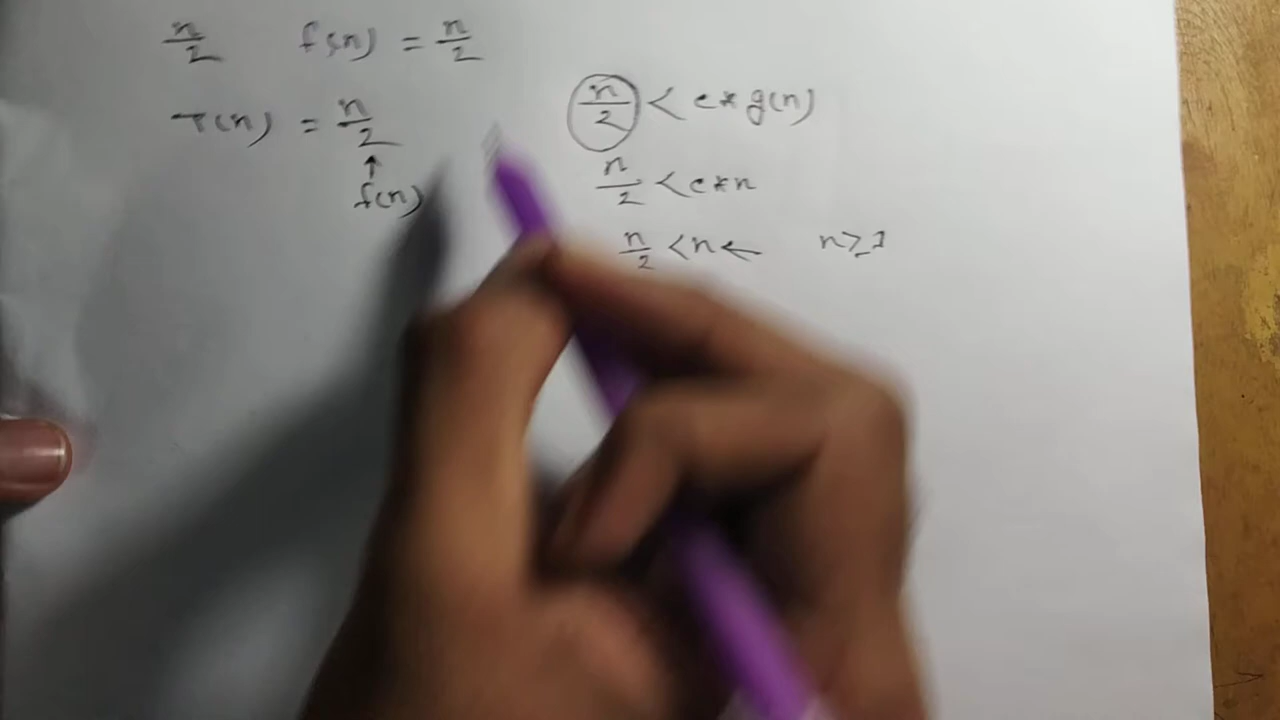 n/2 f(n) = n/2
T(n) = n/2
↑
f(n)
n/2 < c* g(n)
n/2 < c*n
n/2 < n ← n≥1